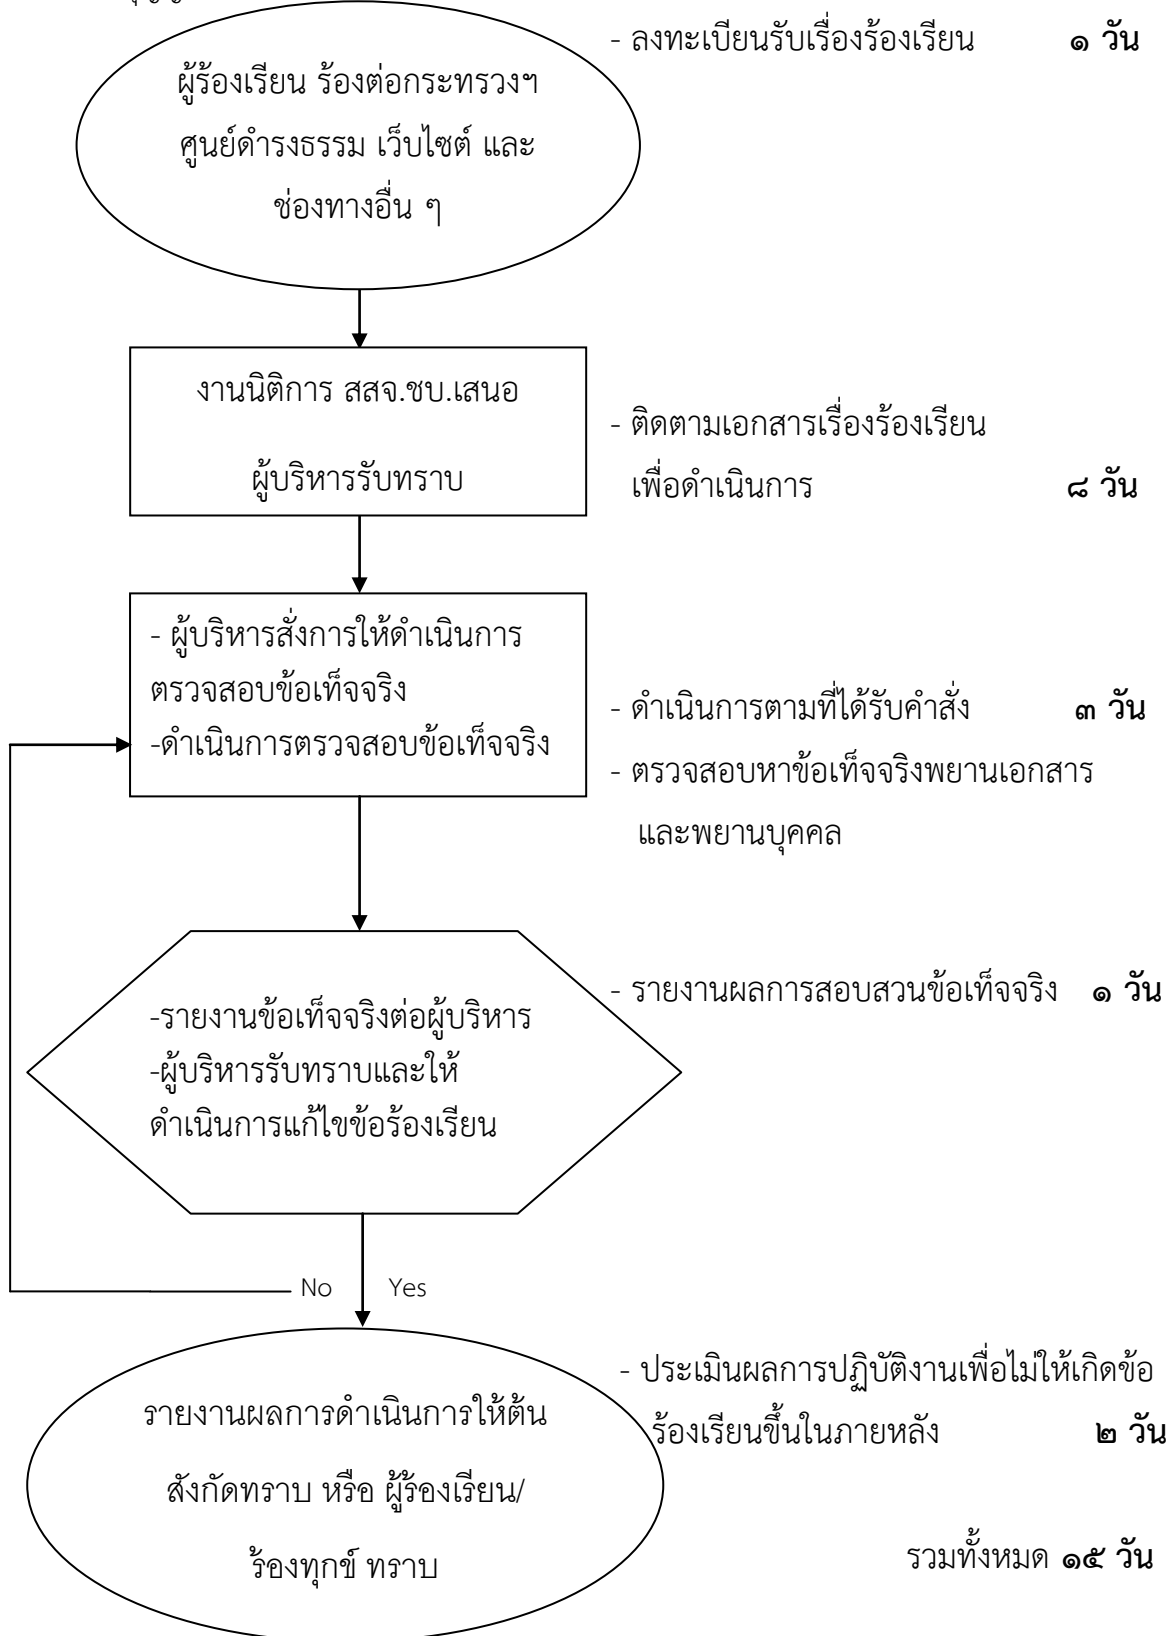 - ลงทะเบียนรับเรื่องร้องเรียน ๑ วัน
ผู้ร้องเรียน ร้องต่อกระทรวงฯ
ศูนย์ดำรงธรรม เว็บไซต์ และ
ช่องทางอื่น ๆ
งานนิติการ สสจ.ชบ.เสนอ
ผู้บริหารรับทราบ
- ติดตามเอกสารเรื่องร้องเรียน
เพื่อดำเนินการ ๘ วัน
- ผู้บริหารสั่งการให้ดำเนินการ
ตรวจสอบข้อเท็จจริง
-ดำเนินการตรวจสอบข้อเท็จจริง
- ดำเนินการตามที่ได้รับคำสั่ง ๓ วัน
- ตรวจสอบหาข้อเท็จจริงพยานเอกสาร
และพยานบุคคล
- รายงานผลการสอบสวนข้อเท็จจริง ๑ วัน
-รายงานข้อเท็จจริงต่อผู้บริหาร
-ผู้บริหารรับทราบและให้
ดำเนินการแก้ไขข้อร้องเรียน
No Yes
- ประเมินผลการปฏิบัติงานเพื่อไม่ให้เกิดข้อ
ร้องเรียนขึ้นในภายหลัง ๒ วัน
รายงานผลการดำเนินการให้ต้น
สังกัดทราบ หรือ ผู้ร้องเรียน/
ร้องทุกข์ ทราบ
รวมทั้งหมด ๑๕ วัน